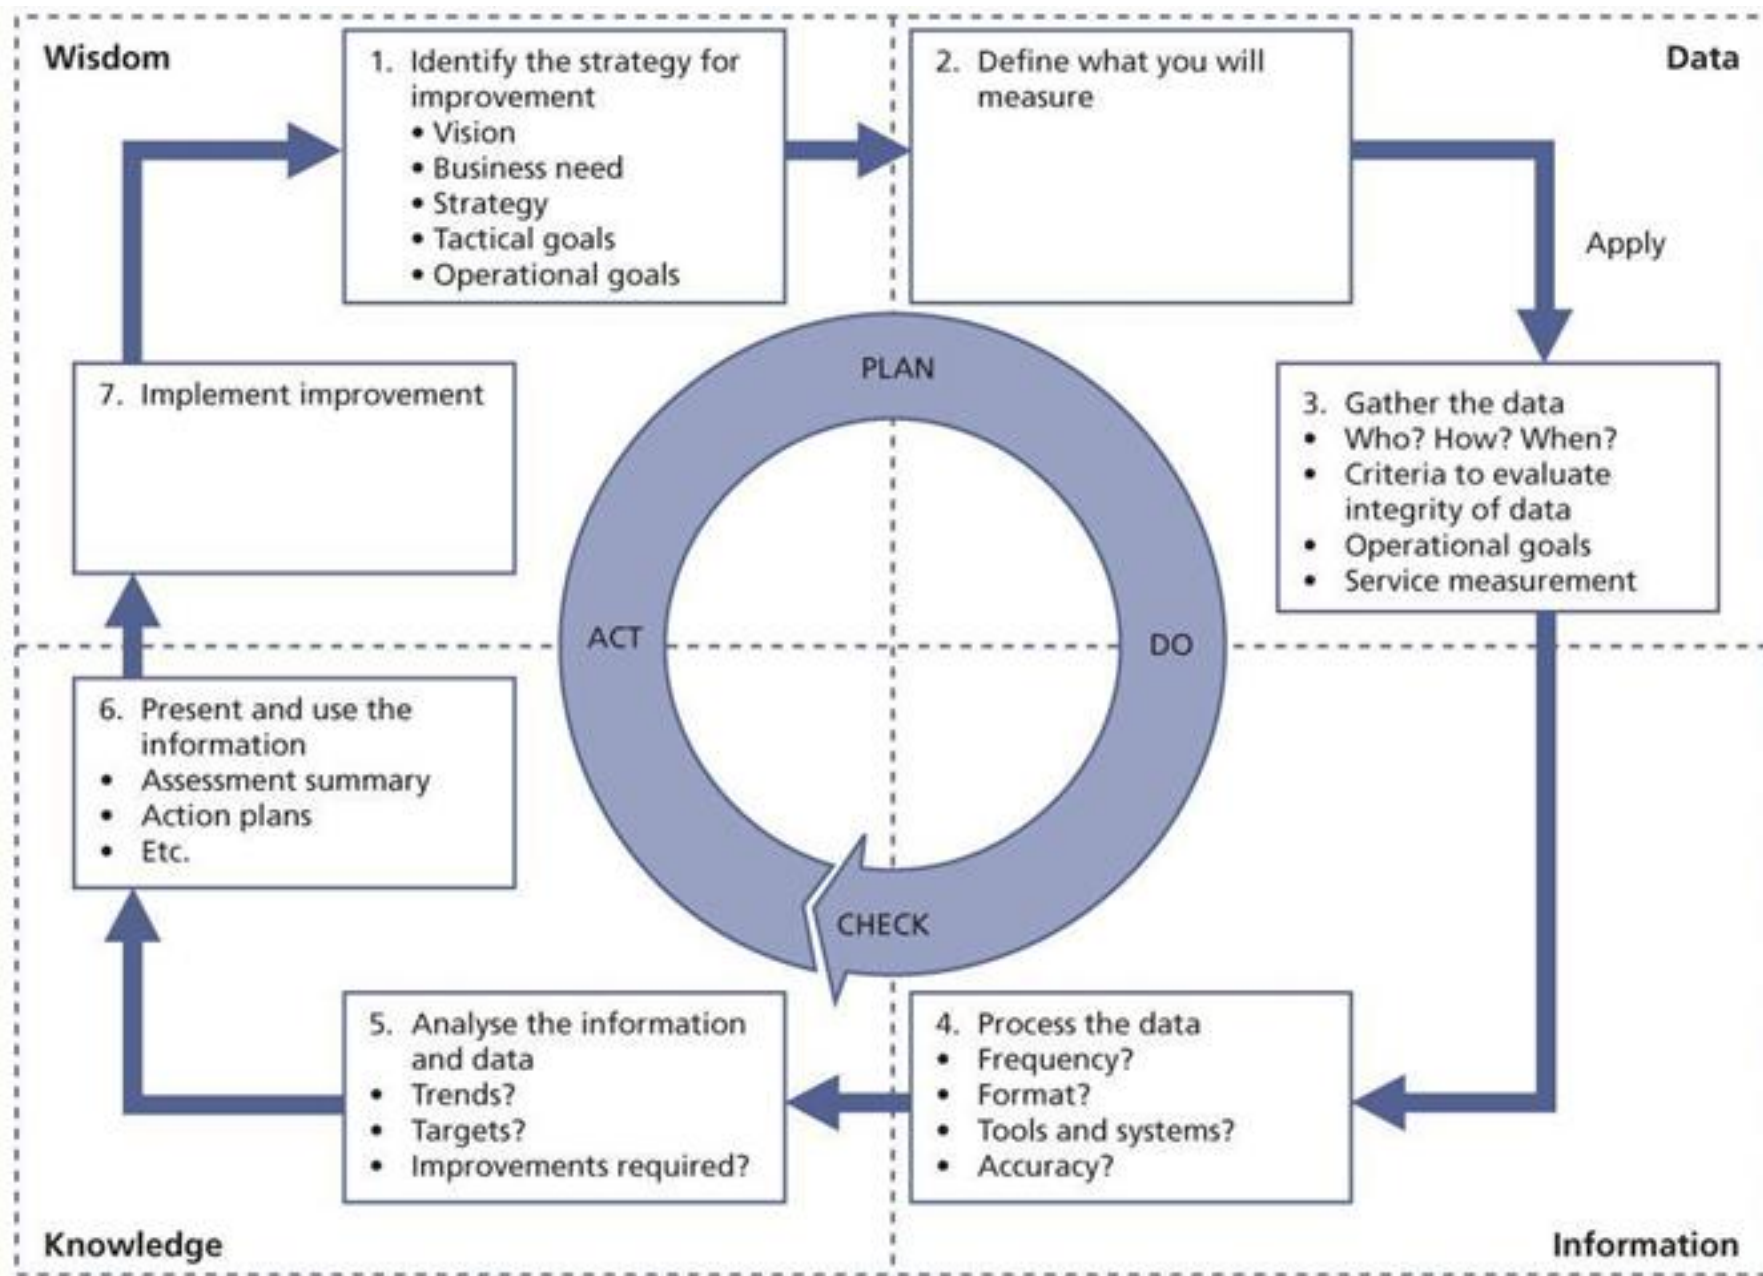 Wisdom
1. Identify the strategy for
improvement
• Vision
• Business need
• Strategy
• Tactical goals
• Operational goals
2. Define what you will
measure
Data
Apply
3. Gather the data
• Who? How? When?
• Criteria to evaluate
integrity of data
• Operational goals
• Service measurement
PLAN
DO
CHECK
ACT
4. Process the data
• Frequency?
• Format?
• Tools and systems?
• Accuracy?
Information
5. Analyse the information
and data
• Trends?
• Targets?
• Improvements required?
Knowledge
6. Present and use the
information
• Assessment summary
• Action plans
• Etc.
7. Implement improvement